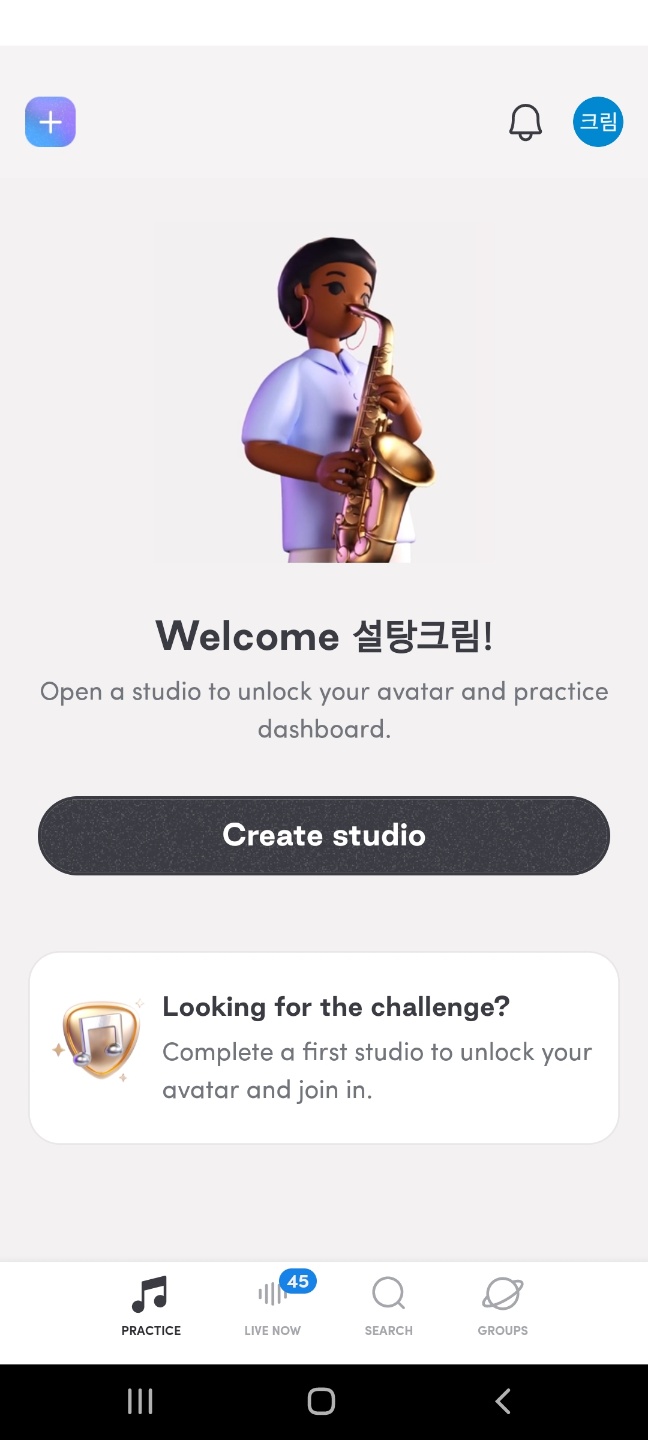 크림
Welcome 설탕크림!
Open a studio to unlock your avatar and practice
dashboard.
Create studio
Looking for the challenge?
Complete a first studio to unlock your
avatar and join in.
45
PRACTICE
LIVE NOW
SEARCH
GROUPS